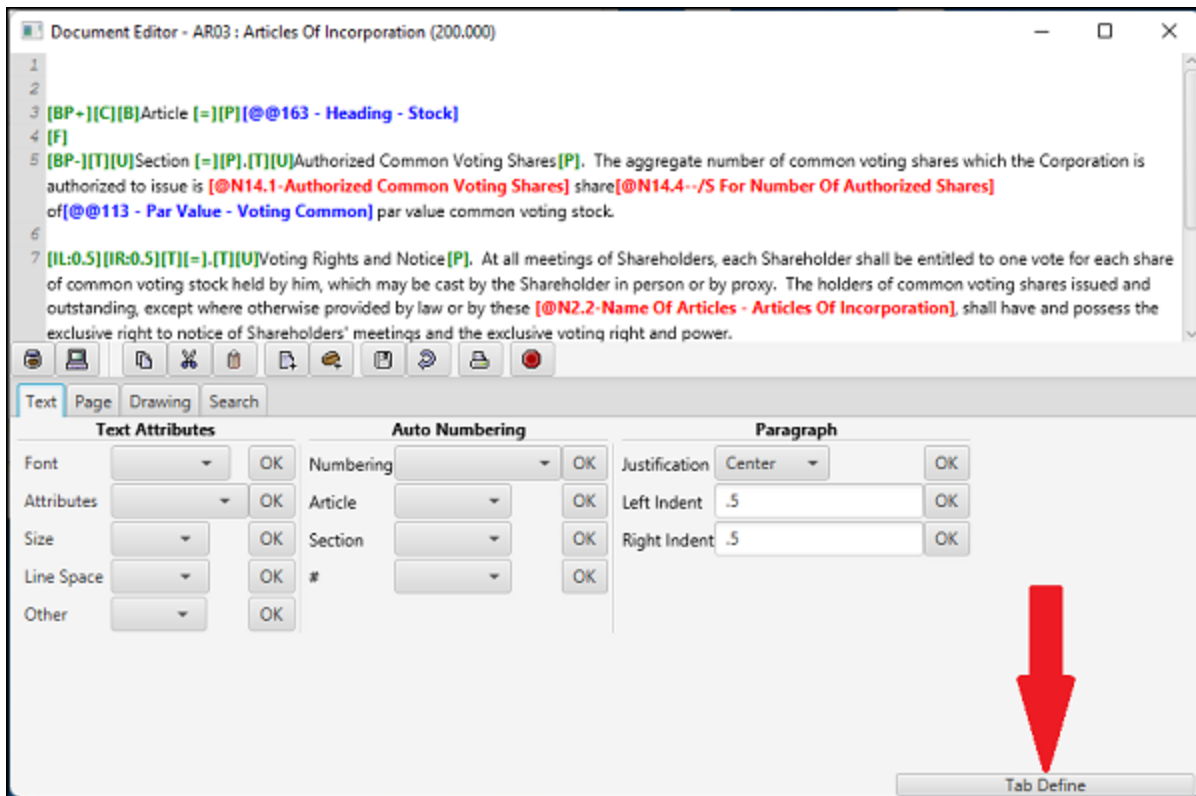 Document Editor - AR03 : Articles Of Incorporation (200.000)
1
2
3 [BP+][C][B]Article [=][P][@@163 - Heading - Stock]
4 [F]
5 [BP-][T][U]Section [=][P].[T][U]Authorized Common Voting Shares[P].  The aggregate number of common voting shares which the Corporation is
authorized to issue is [@N14.1-Authorized Common Voting Shares] share[@N14.4--/S For Number Of Authorized Shares]
of[@@113 - Par Value - Voting Common] par value common voting stock.
6
7 [IL:0.5][IR:0.5][T][=].[T][U]Voting Rights and Notice[P].  At all meetings of Shareholders, each Shareholder shall be entitled to one vote for each share
of common voting stock held by him, which may be cast by the Shareholder in person or by proxy.  The holders of common voting shares issued and
outstanding, except where otherwise provided by law or by these [@N2.2-Name Of Articles - Articles Of Incorporation], shall have and possess the
exclusive right to notice of Shareholders' meetings and the exclusive voting right and power.
Text Page Drawing Search
Text Attributes Auto Numbering Paragraph
Font OK Numbering OK Justification Center OK
Attributes OK Article OK Left Indent .5 OK
Size OK Section OK Right Indent .5 OK
Line Space OK # OK
Other OK
Tab Define